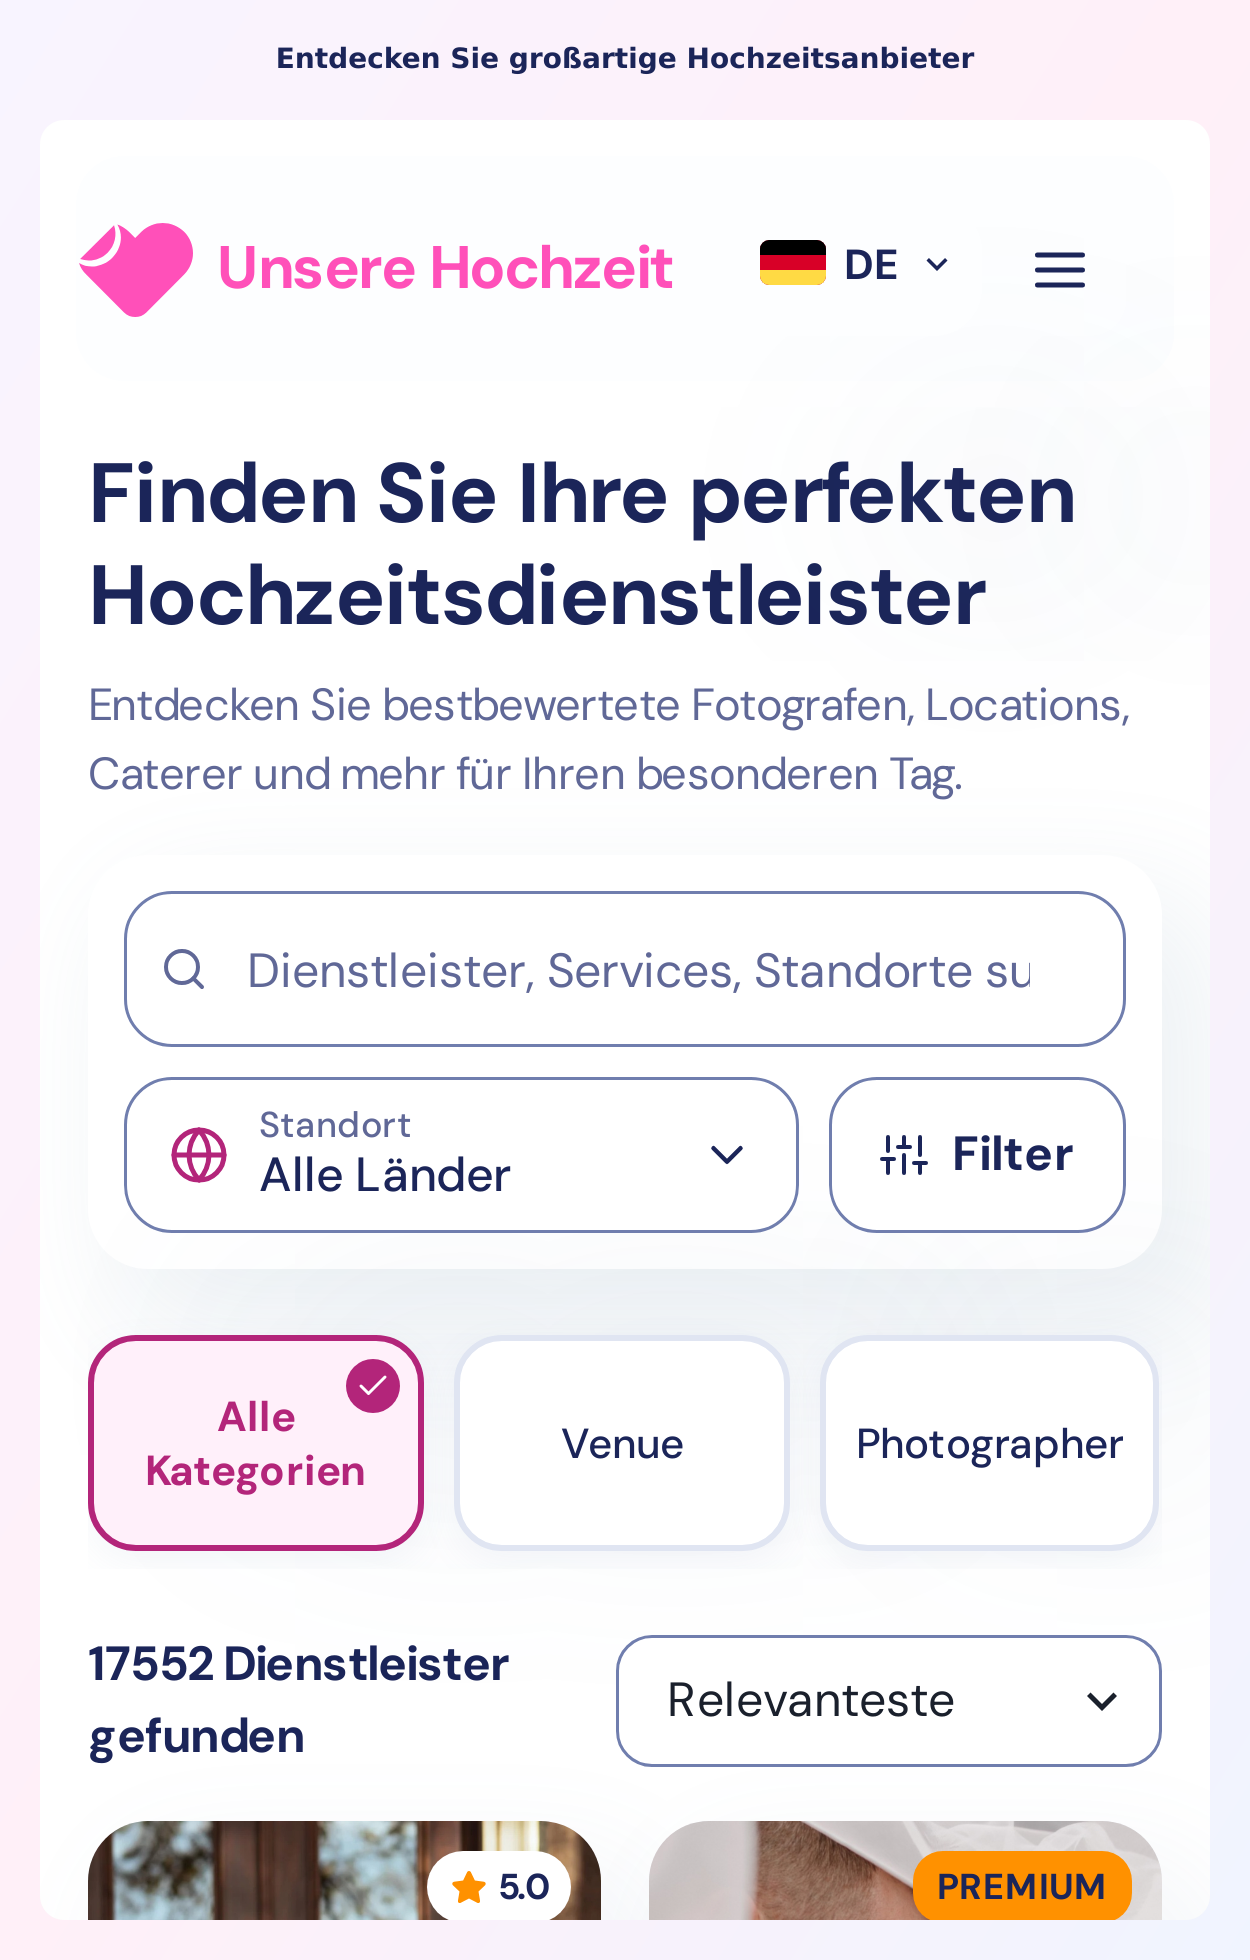 Entdecken Sie großartige Hochzeitsanbieter
Unsere Hochzeit
DE
Finden Sie Ihre perfekten
Hochzeitsdienstleister
Entdecken Sie bestbewertete Fotografen, Locations,
Caterer und mehr für Ihren besonderen Tag.
Dienstleister, Services, Standorte su
Standort
Alle Länder
Filter
Alle
Kategorien
Venue
Photographer
17552 Dienstleister
gefunden
Relevanteste
5.0
PREMIUM